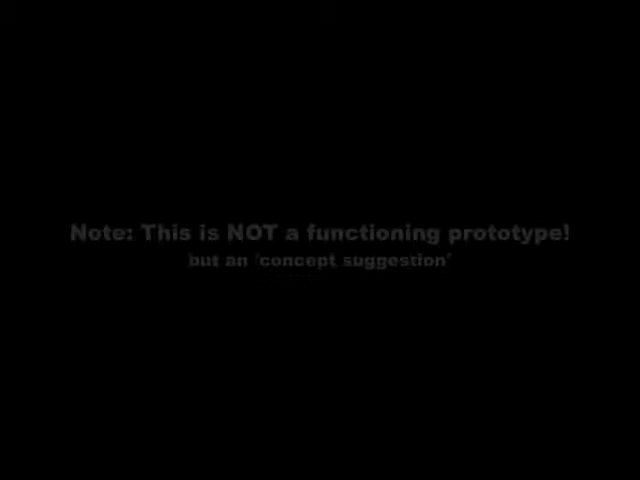 Note: This is NOT a functioning prototype!
but an 'concept suggestion'